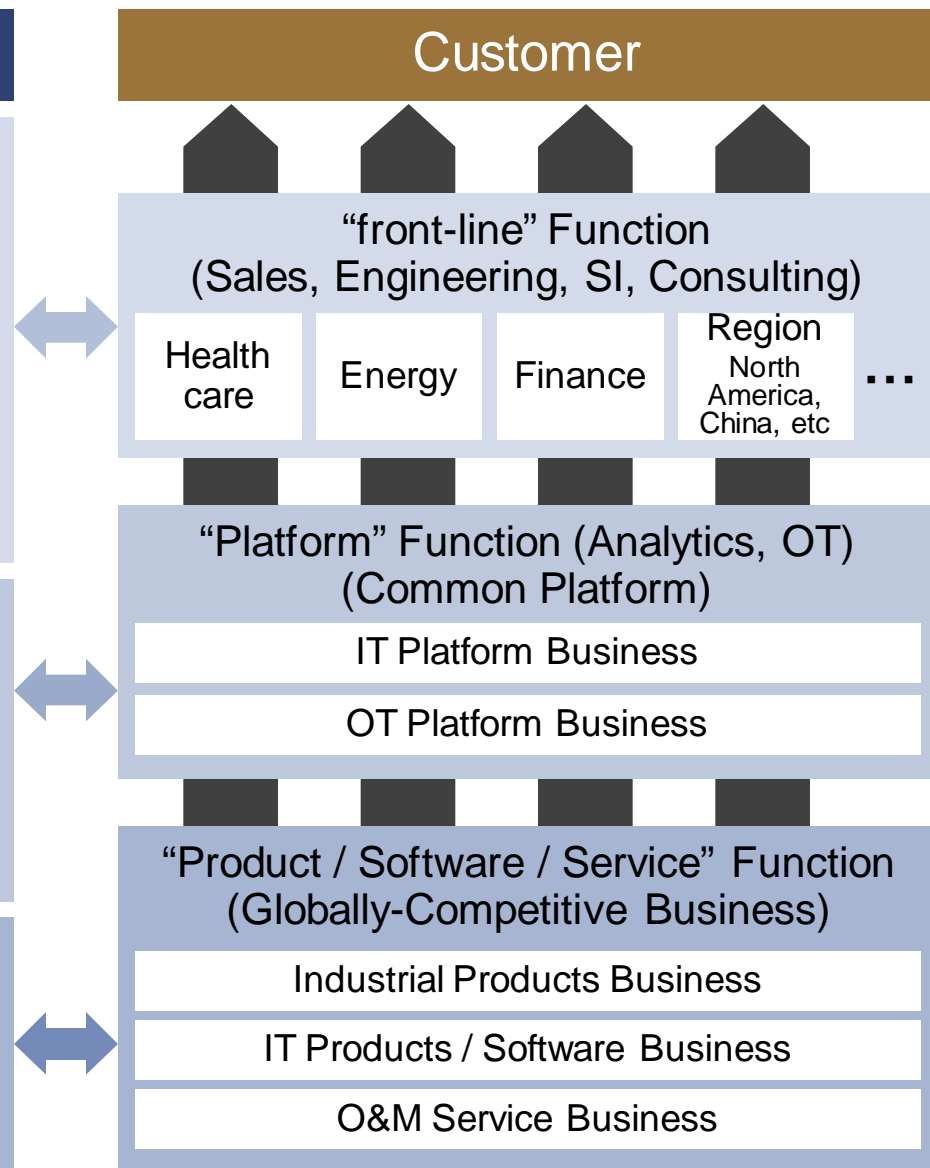 Customer
“front-line” Function
(Sales, Engineering, SI, Consulting)
Health
care
Energy
Finance
Region
North
America,
China, etc
...
“Platform” Function (Analytics, OT)
(Common Platform)
IT Platform Business
OT Platform Business
“Product / Software / Service” Function
(Globally-Competitive Business)
Industrial Products Business
IT Products / Software Business
O&M Service Business